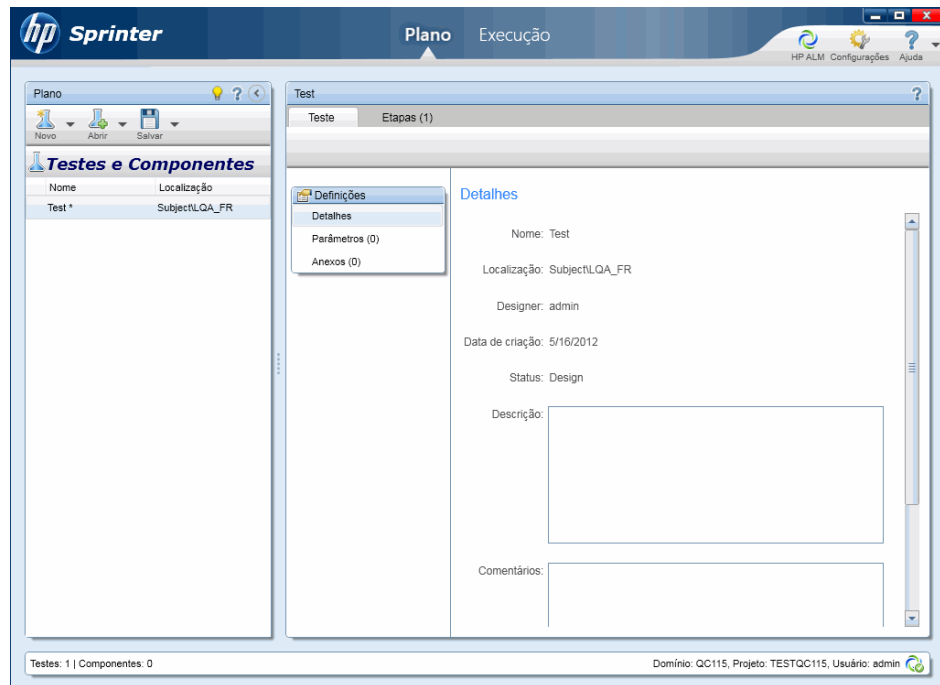 hp Sprinter
Plano Execução
HP ALM Configurações Ajuda
Plano
Novo Abrir Salvar
Testes e Componentes
Nome Localização
Test * Subject\LQA_FR
Testes: 1 | Componentes: 0
Test
Teste Etapas (1)
Definições
Detalhes
Parâmetros (0)
Anexos (0)
Detalhes
Nome: Test
Localização: Subject\LQA_FR
Designer: admin
Data de criação: 5/16/2012
Status: Design
Descrição:
Comentários:
Domínio: QC115, Projeto: TESTQC115, Usuário: admin